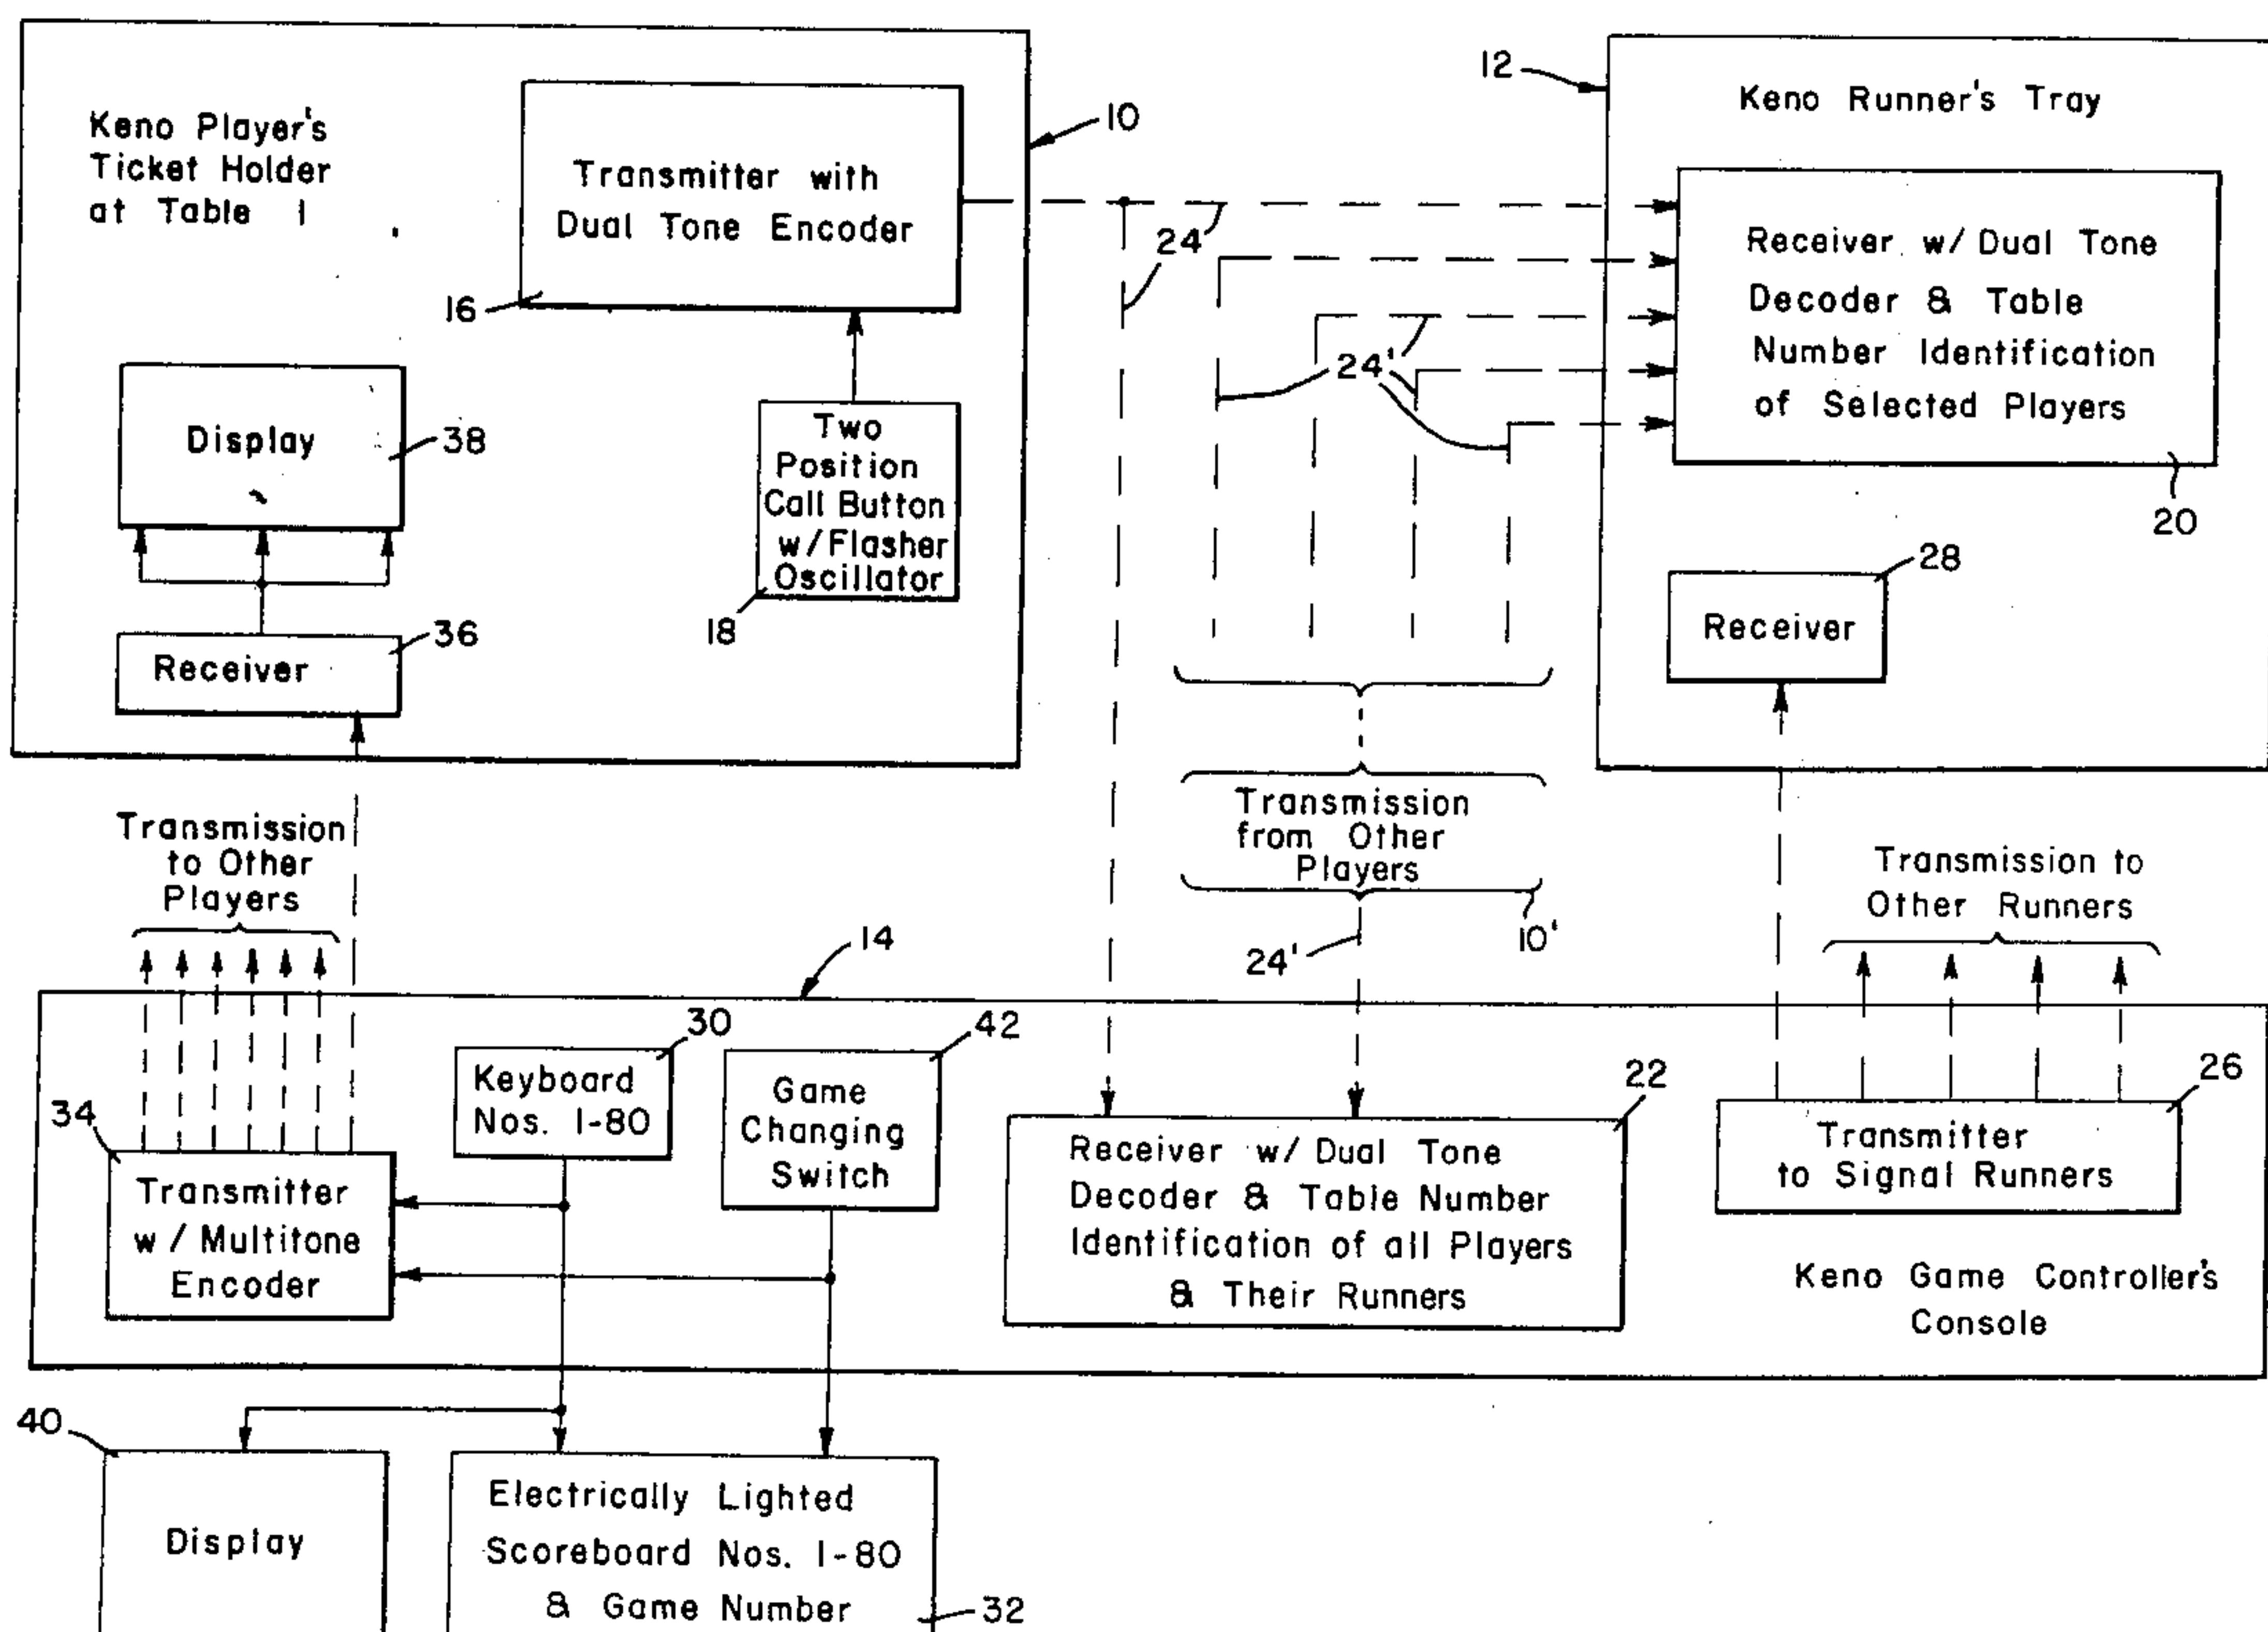 Keno Player's
Ticket Holder
at Table 1
Transmitter with
Dual Tone Encoder
16
10
Display
38
Two
Position
Call Button
w/Flasher
Oscillator
18
Receiver
36
24
24'
12
Keno Runner's Tray
Receiver w/ Dual Tone
Decoder & Table
Number Identification
of Selected Players
20
28
Receiver
Transmission
to Other
Players
Transmission
from Other
Players
10'
24'
Transmission to
Other Runners
14
34
Transmitter
w/ Multitone
Encoder
30
Keyboard
Nos. 1-80
42
Game
Changing
Switch
22
Receiver w/ Dual Tone
Decoder & Table Number
Identification of all Players
& Their Runners
26
Transmitter
to Signal Runners
Keno Game Controller's
Console
40
Display
Electrically Lighted
Scoreboard Nos. 1-80
& Game Number
32